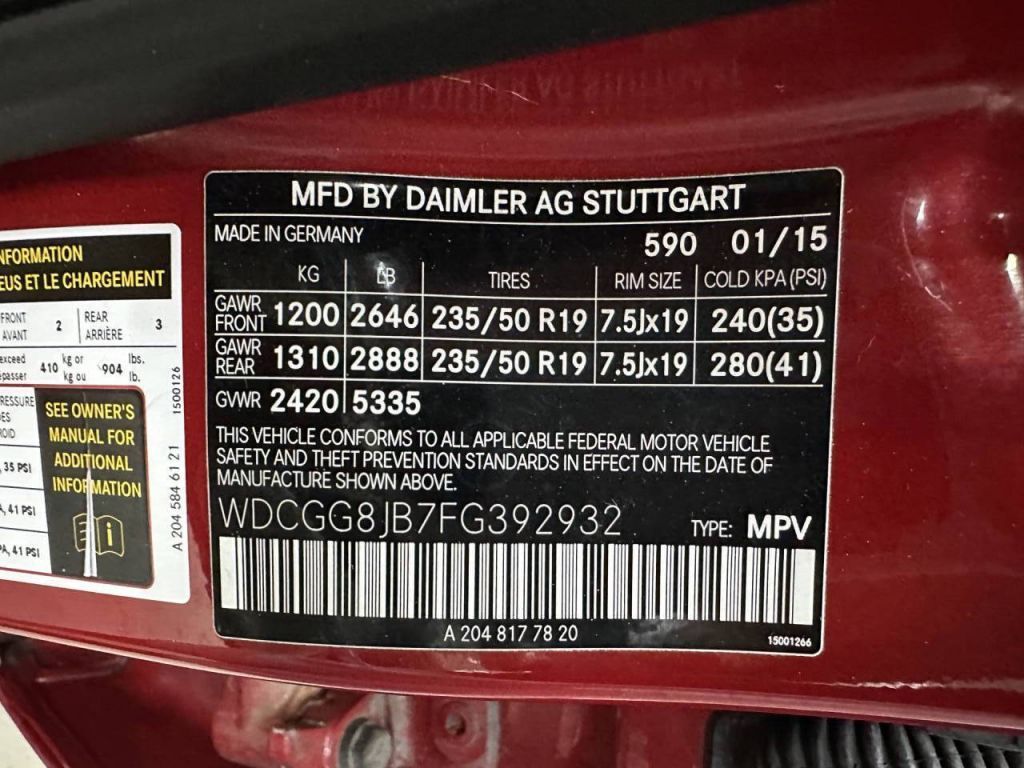 MFD BY DAIMLER AG STUTTGART
MADE IN GERMANY
590 01/15
KG LB TIRES RIM SIZE COLD KPA (PSI)
GAWR FRONT 1200 2646 235/50 R19 7.5Jx19 240(35)
GAWR REAR 1310 2888 235/50 R19 7.5Jx19 280(41)
GVWR 2420 5335
THIS VEHICLE CONFORMS TO ALL APPLICABLE FEDERAL MOTOR VEHICLE
SAFETY AND THEFT PREVENTION STANDARDS IN EFFECT ON THE DATE OF
MANUFACTURE SHOWN ABOVE.
WDCGG8JB7FG392932 TYPE: MPV
A 204 817 78 20
15001266
NFORMATION
EUS ET LE CHARGEMENT
FRONT
AVANT
2
REAR
ARRIÈRE
3
exceed
410 kg or
kg ou
904 lbs.
lb.
SEE OWNER'S
MANUAL FOR
ADDITIONAL
INFORMATION
35 PSI
41 PSI
41 PSI
A 204 584 61 21
1500126